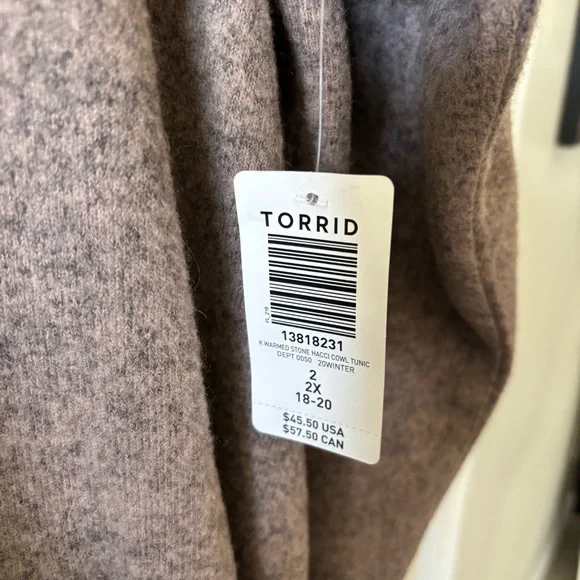 TORRID
FL_210
13818231
K WARMED STONE HACCI COWL TUNIC
DEPT 0050 20WINTER
2
2X
18-20
$45.50 USA
$57.50 CAN